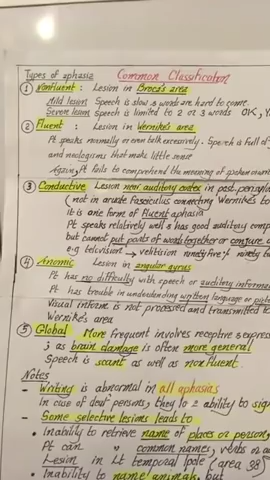 Types of aphasia Common Classification
① Nonfluent: Lesion in Broca's area
Mild lesion Speech is slow & words are hard to come
Severe lesion Speech is limited to 2 or 3 words OK,
② Fluent: Lesion in Wernike's area
Pt speaks normally or even talk excessively. Speech is full of
and neologisms that make little sense
Again, Pt fails to comprehend the meaning of spoken
③ Conductive Lesion near auditory cortex in post.
(not in arcuate Fasciculus connecting Wernike's to
it is one form of fluent aphasia
Pt speaks relatively well & has good auditory
but cannot put parts of words together or
e.g television → vehitision ninetyfive
④ Anomic Lesion in angular gyrus
Pt has no difficulty with speech or auditory
Pt has trouble in understanding written language or
Visual inform is not processed and transmitted to
Wernike's area
⑤ Global More frequent involves receptive &
; as brain damage is often more general
Speech is scant as well as nonfluent.
Notes
- Writing is abnormal in all aphasias
In case of deaf persons, they lose ability to
- Some selective lesions leads to
• Inability to retrieve name of places or person,
Pt can " common names, verbs
Lesion in Lt temporal pole (area 38)
• Inability to name animals, but